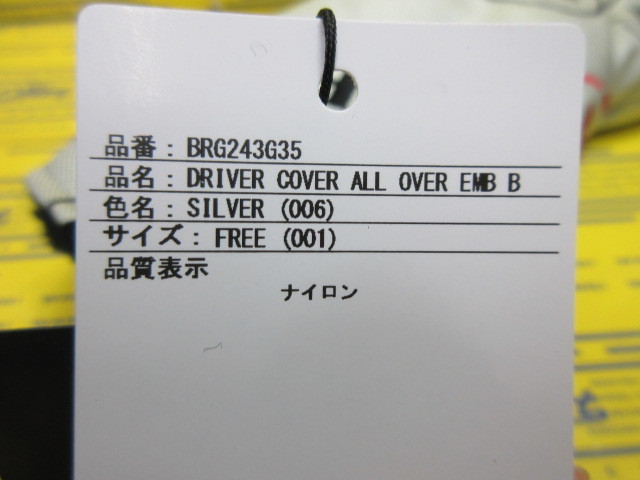 品番：BRG243G35
品名：DRIVER COVER ALL OVER EMB B
色名：SILVER (006)
サイズ：FREE (001)
品質表示
ナイロン